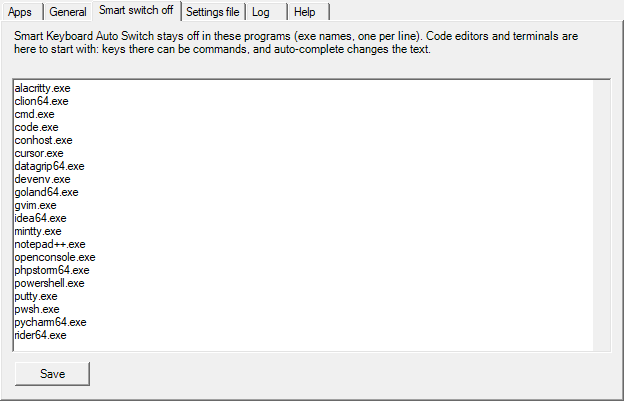 Apps
General
Smart switch off
Settings file
Log
Help
Smart Keyboard Auto Switch stays off in these programs (exe names, one per line). Code editors and terminals are
here to start with: keys there can be commands, and auto-complete changes the text.
alacritty.exe
clion64.exe
cmd.exe
code.exe
conhost.exe
cursor.exe
datagrip64.exe
devenv.exe
goland64.exe
gvim.exe
idea64.exe
mintty.exe
notepad++.exe
openconsole.exe
phpstorm64.exe
powershell.exe
putty.exe
pwsh.exe
pycharm64.exe
rider64.exe
Save